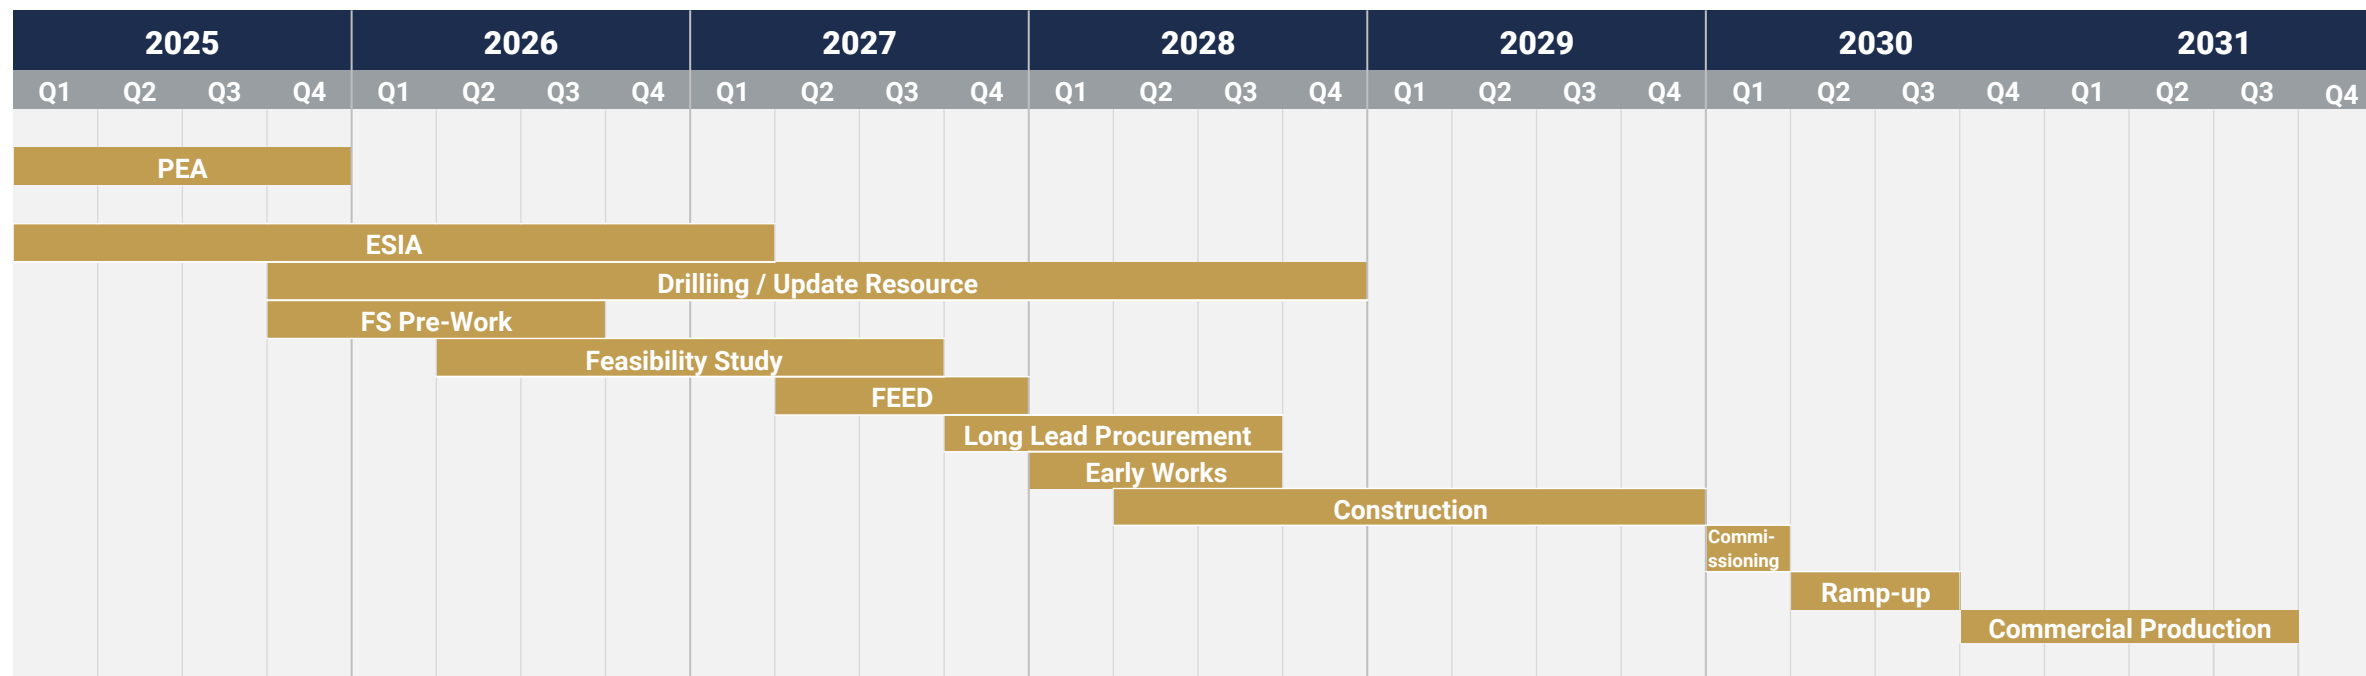 2025 2026 2027 2028 2029 2030 2031
Q1 Q2 Q3 Q4 Q1 Q2 Q3 Q4 Q1 Q2 Q3 Q4 Q1 Q2 Q3 Q4 Q1 Q2 Q3 Q4 Q1 Q2 Q3 Q4 Q1 Q2 Q3 Q4
PEA
ESIA
Drilliing / Update Resource
FS Pre-Work
Feasibility Study
FEED
Long Lead Procurement
Early Works
Construction
Commi-
ssioning
Ramp-up
Commercial Production